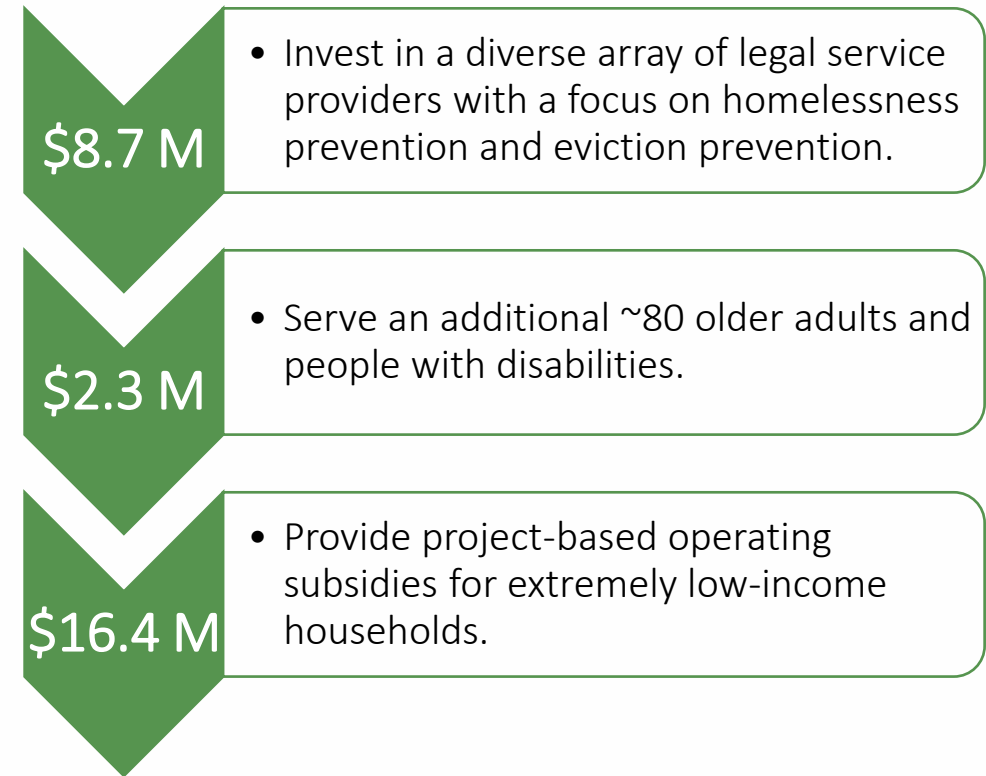 $8.7 M
• Invest in a diverse array of legal service
providers with a focus on homelessness
prevention and eviction prevention.
$2.3 M
• Serve an additional ~80 older adults and
people with disabilities.
$16.4 M
• Provide project-based operating
subsidies for extremely low-income
households.